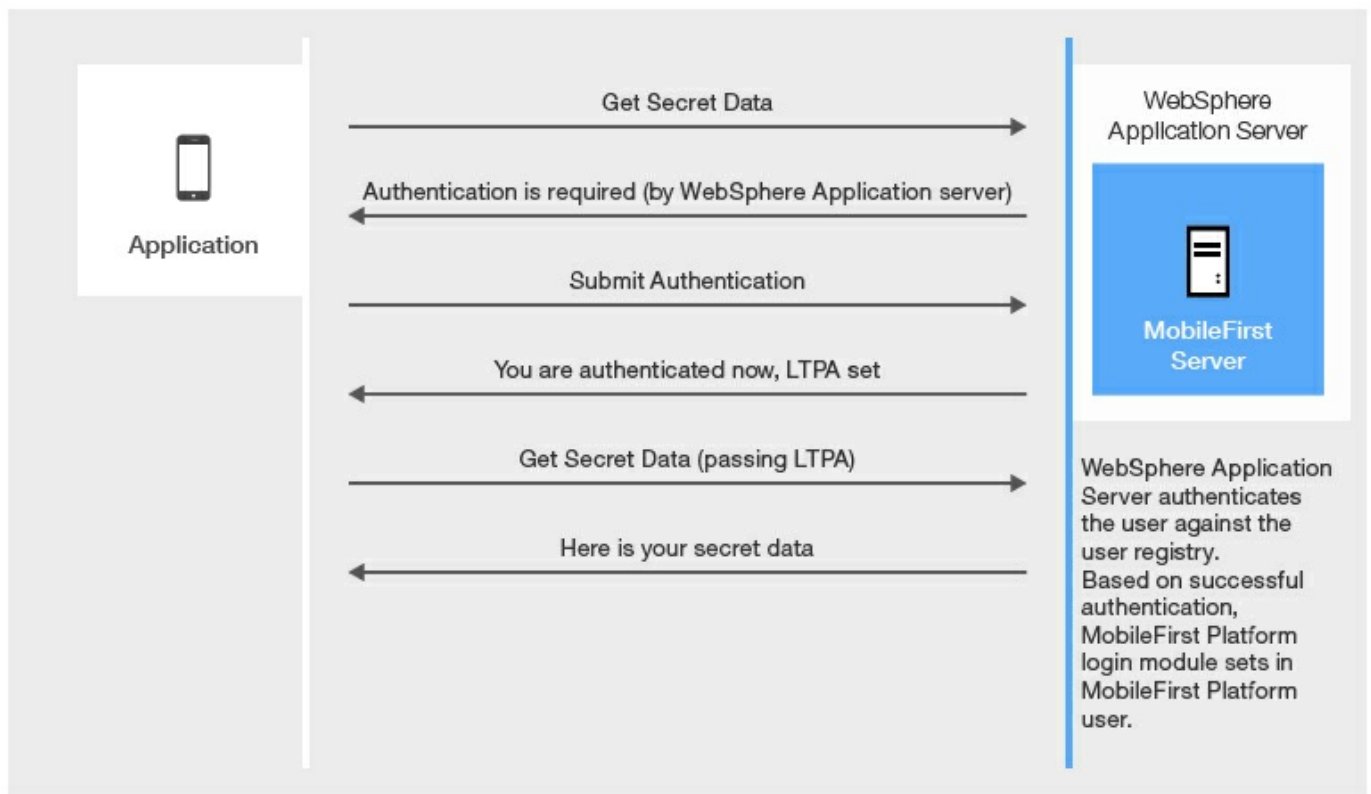 Application
Get Secret Data
Authentication is required (by WebSphere Application server)
Submit Authentication
You are authenticated now, LTPA set
Get Secret Data (passing LTPA)
Here is your secret data
WebSphere
Application Server
MobileFirst
Server
WebSphere Application
Server authenticates
the user against the
user registry.
Based on successful
authentication,
MobileFirst Platform
login module sets in
MobileFirst Platform
user.